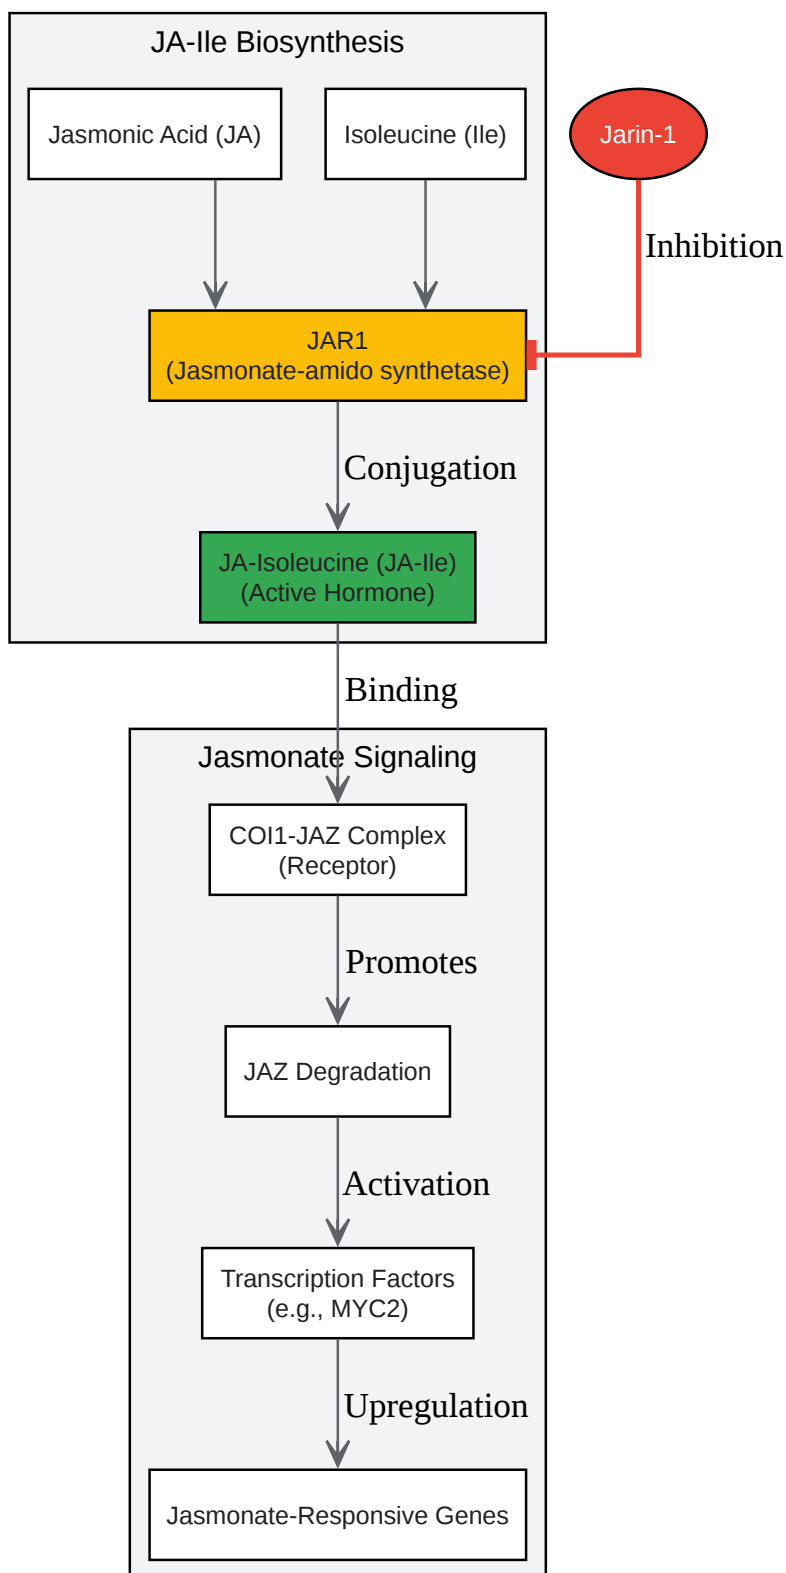 JA-Ile Biosynthesis
Jasmonic Acid (JA)
Isoleucine (Ile)
Jarin-1
Inhibition
JAR1
(Jasmonate-amido synthetase)
Conjugation
JA-Isoleucine (JA-Ile)
(Active Hormone)
Binding
Jasmonate Signaling
COI1-JAZ Complex
(Receptor)
Promotes
JAZ Degradation
Activation
Transcription Factors
(e.g., MYC2)
Upregulation
Jasmonate-Responsive Genes